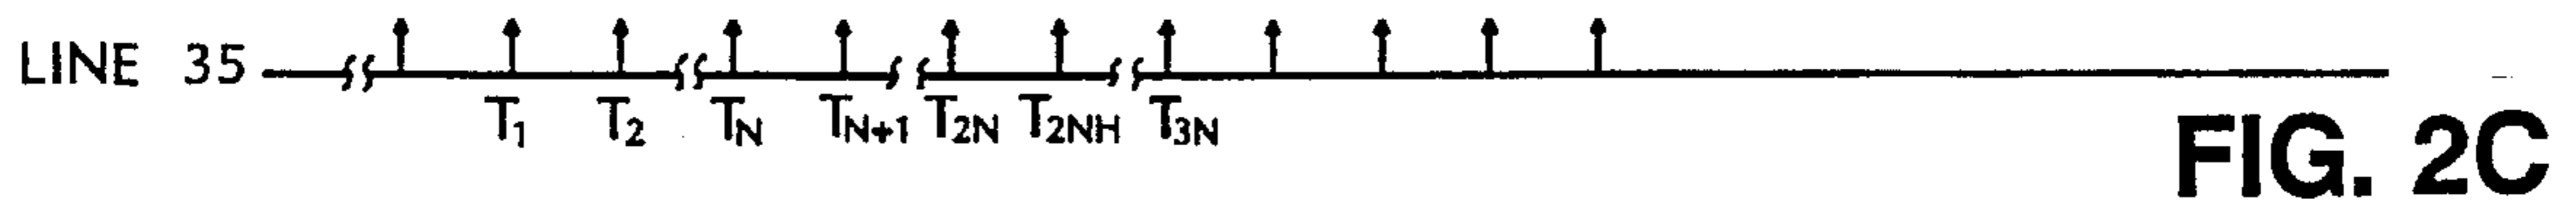 LINE 35
T1 T2 TN TN+1 T2N T2NH T3N
FIG. 2C